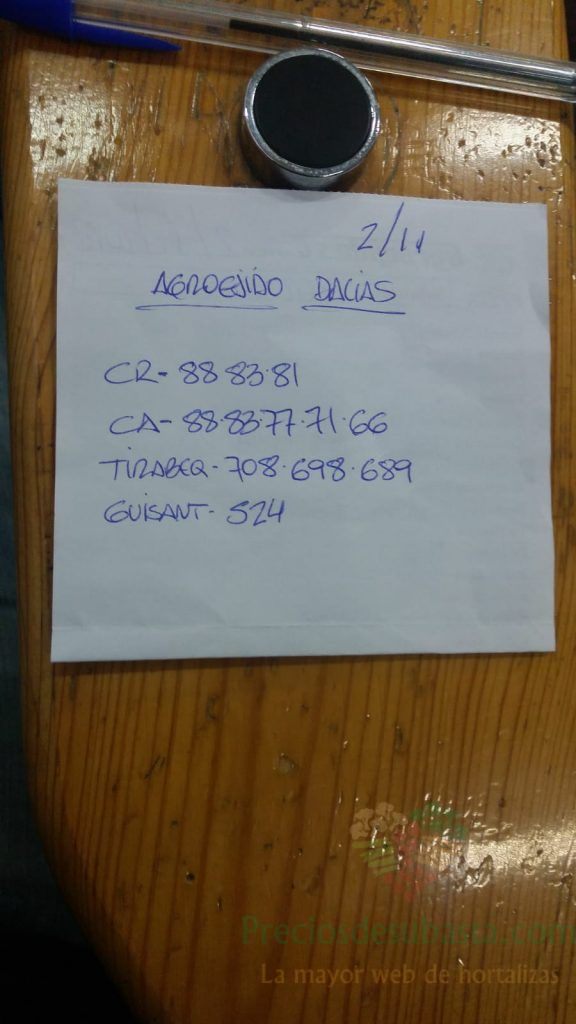 2/11
AGROEJIDO DACIAS
CR- 88 83·81
CA- 88·83·77·71·66
TIRABEQ- 708·698·689
GUISANT- 524
Preciosdesubasta.com
La mayor web de hortalizas